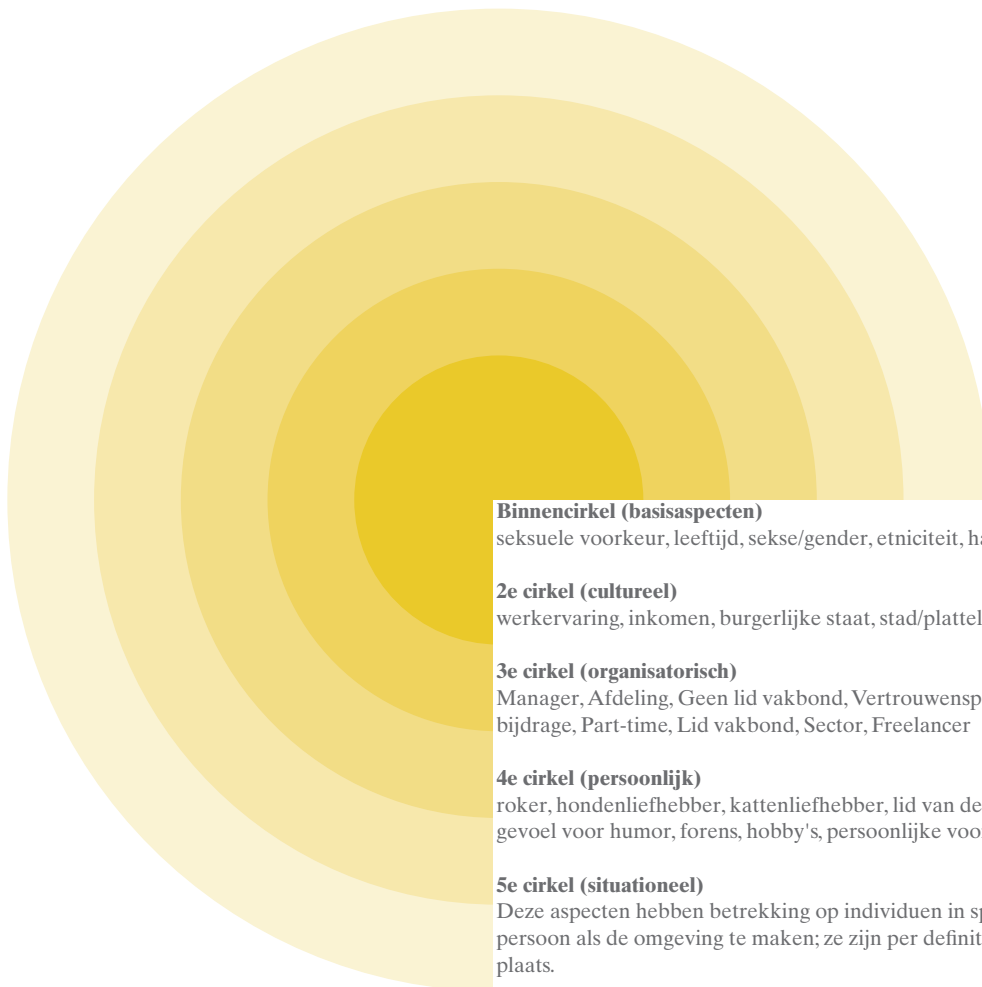 Binnencirkel (basisaspecten)
seksuele voorkeur, leeftijd, sekse/gender, etniciteit,
2e cirkel (cultureel)
werkervaring, inkomen, burgerlijke staat,
3e cirkel (organisatorisch)
Manager, Afdeling, Geen lid vakbond,
bijdrage, Part-time, Lid vakbond, Sector, Freelancer
4e cirkel (persoonlijk)
roker, hondenliefhebber, kattenliefhebber, lid van de
gevoel voor humor, forens, hobby's, persoonlijke
5e cirkel (situationeel)
Deze aspecten hebben betrekking op individuen in
persoon als de omgeving te maken; ze zijn per
plaats.